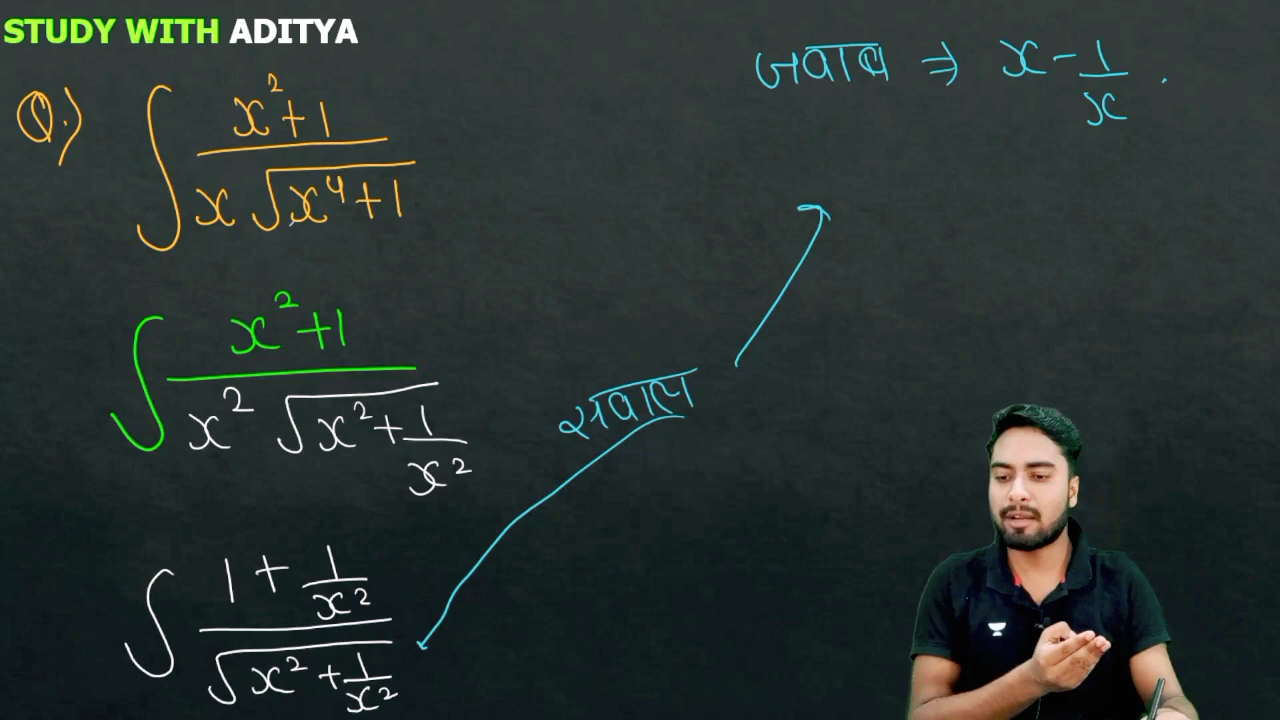 STUDY WITH ADITYA
Q.) ∫ (x²+1)/(x√(x⁴+1))
∫ (x²+1)/(x²√(x²+1/x²))
∫ (1+1/x²)/√(x²+1/x²)
सवाल
जवाब ⇒ x-1/x .